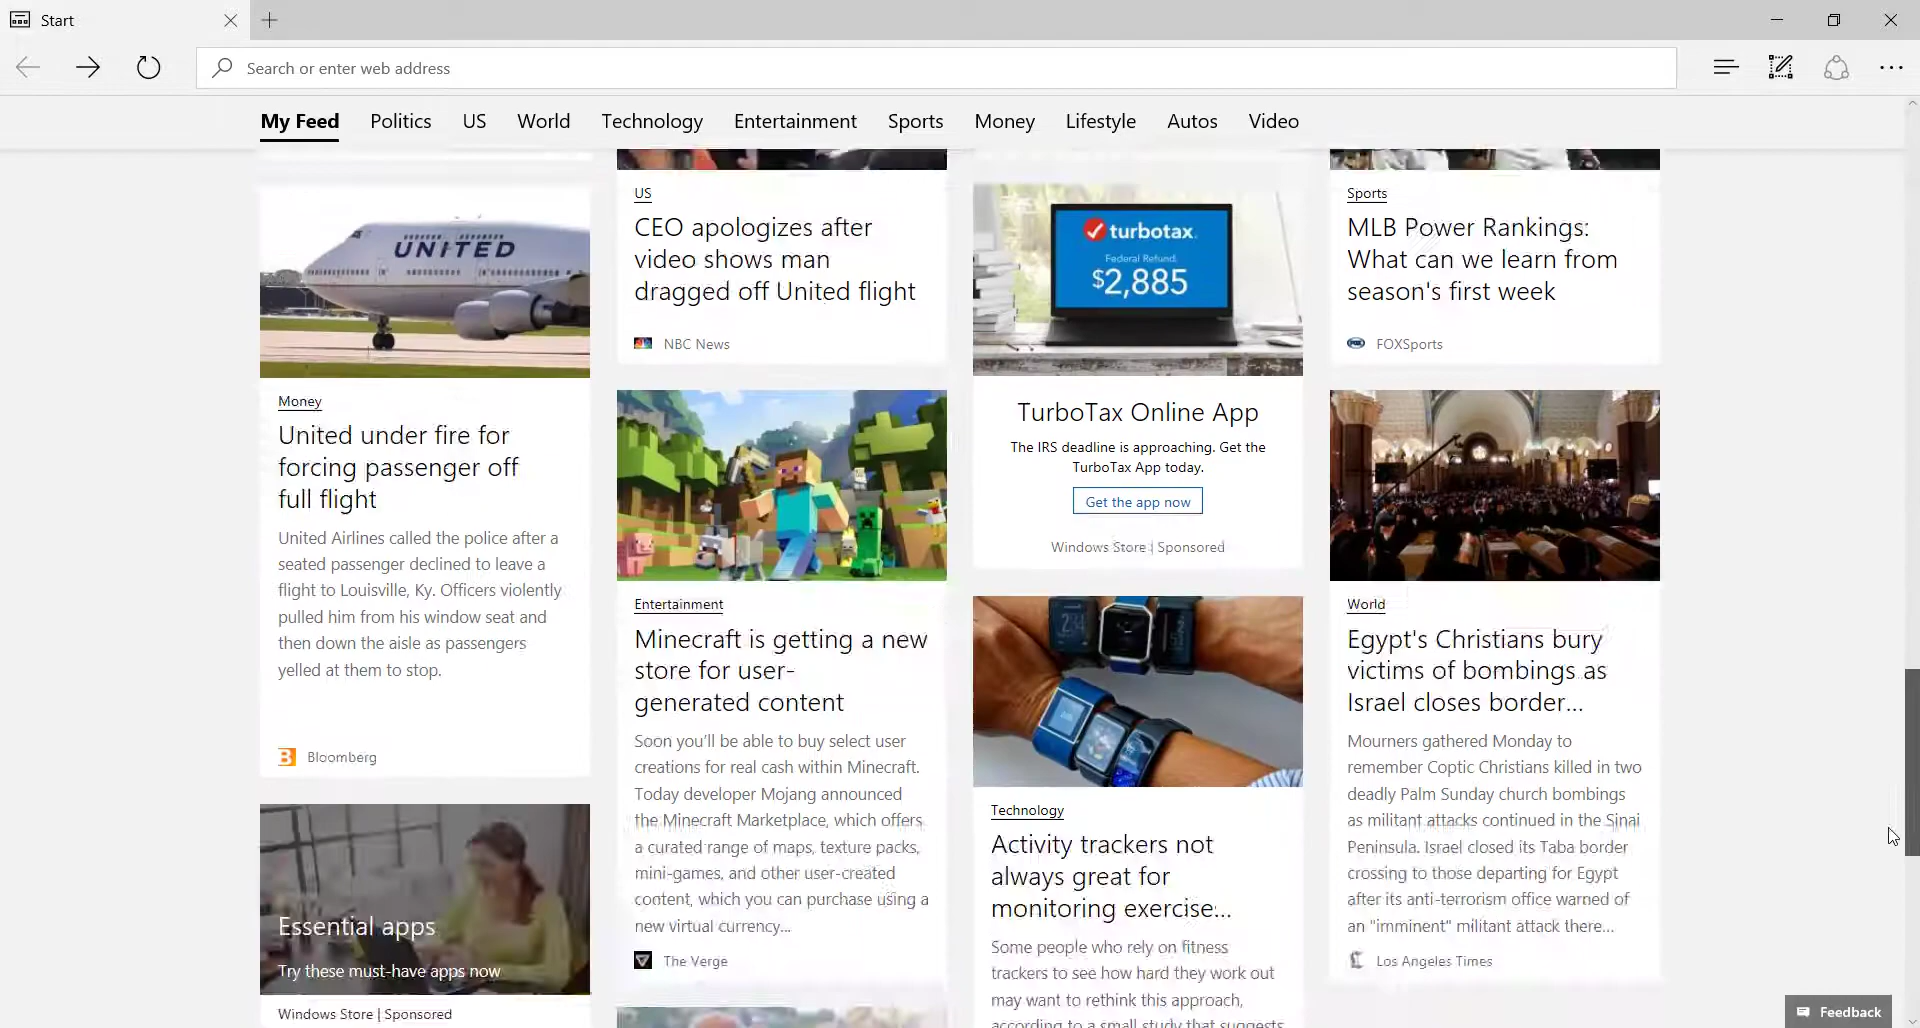 Start
Search or enter web address
My Feed Politics US World Technology Entertainment Sports Money Lifestyle Autos Video
UNITED
Money
United under fire for
forcing passenger off
full flight
United Airlines called the police after a
seated passenger declined to leave a
flight to Louisville, Ky. Officers violently
pulled him from his window seat and
then down the aisle as passengers
yelled at them to stop.
Bloomberg
Essential apps
Try these must-have apps now
Windows Store | Sponsored
US
CEO apologizes after
video shows man
dragged off United flight
NBC News
Entertainment
Minecraft is getting a new
store for user-
generated content
Soon you'll be able to buy select user
creations for real cash within Minecraft.
Today developer Mojang announced
the Minecraft Marketplace, which offers
a curated range of maps, texture packs,
mini-games, and other user-created
content, which you can purchase using a
new virtual currency...
The Verge
turbotax.
Federal Refund:
$2,885
TurboTax Online App
The IRS deadline is approaching. Get the
TurboTax App today.
Get the app now
Windows Store | Sponsored
Technology
Activity trackers not
always great for
monitoring exercise...
Some people who rely on fitness
trackers to see how hard they work out
may want to rethink this approach,
according to a small study that suggests
Sports
MLB Power Rankings:
What can we learn from
season's first week
FOXSports
World
Egypt's Christians bury
victims of bombings as
Israel closes border...
Mourners gathered Monday to
remember Coptic Christians killed in two
deadly Palm Sunday church bombings
as militant attacks continued in the Sinai
Peninsula. Israel closed its Taba border
crossing to those departing for Egypt
after its anti-terrorism office warned of
an "imminent" militant attack there...
Los Angeles Times
Feedback